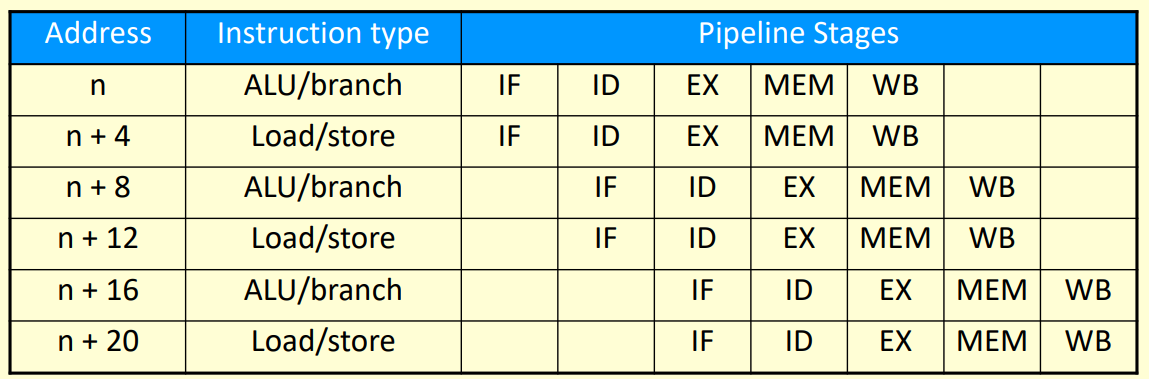 Address Instruction type Pipeline Stages
n ALU/branch IF ID EX MEM WB
n + 4 Load/store IF ID EX MEM WB
n + 8 ALU/branch IF ID EX MEM WB
n + 12 Load/store IF ID EX MEM WB
n + 16 ALU/branch IF ID EX MEM WB
n + 20 Load/store IF ID EX MEM WB